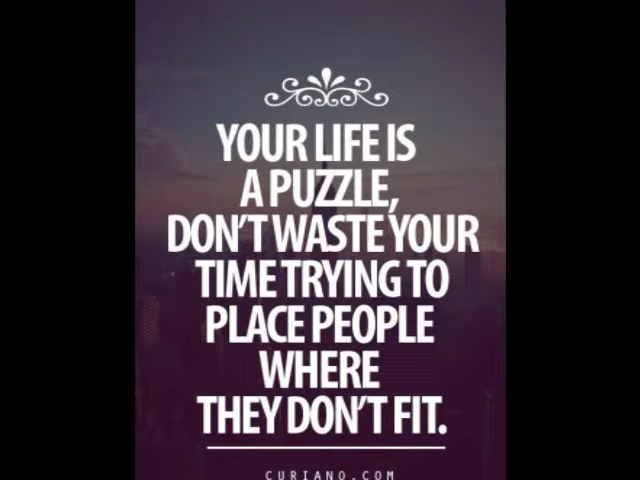 YOUR LIFE IS
A PUZZLE,
DON'T WASTE YOUR
TIME TRYING TO
PLACE PEOPLE
WHERE
THEY DON'T FIT.
CURIANO.COM